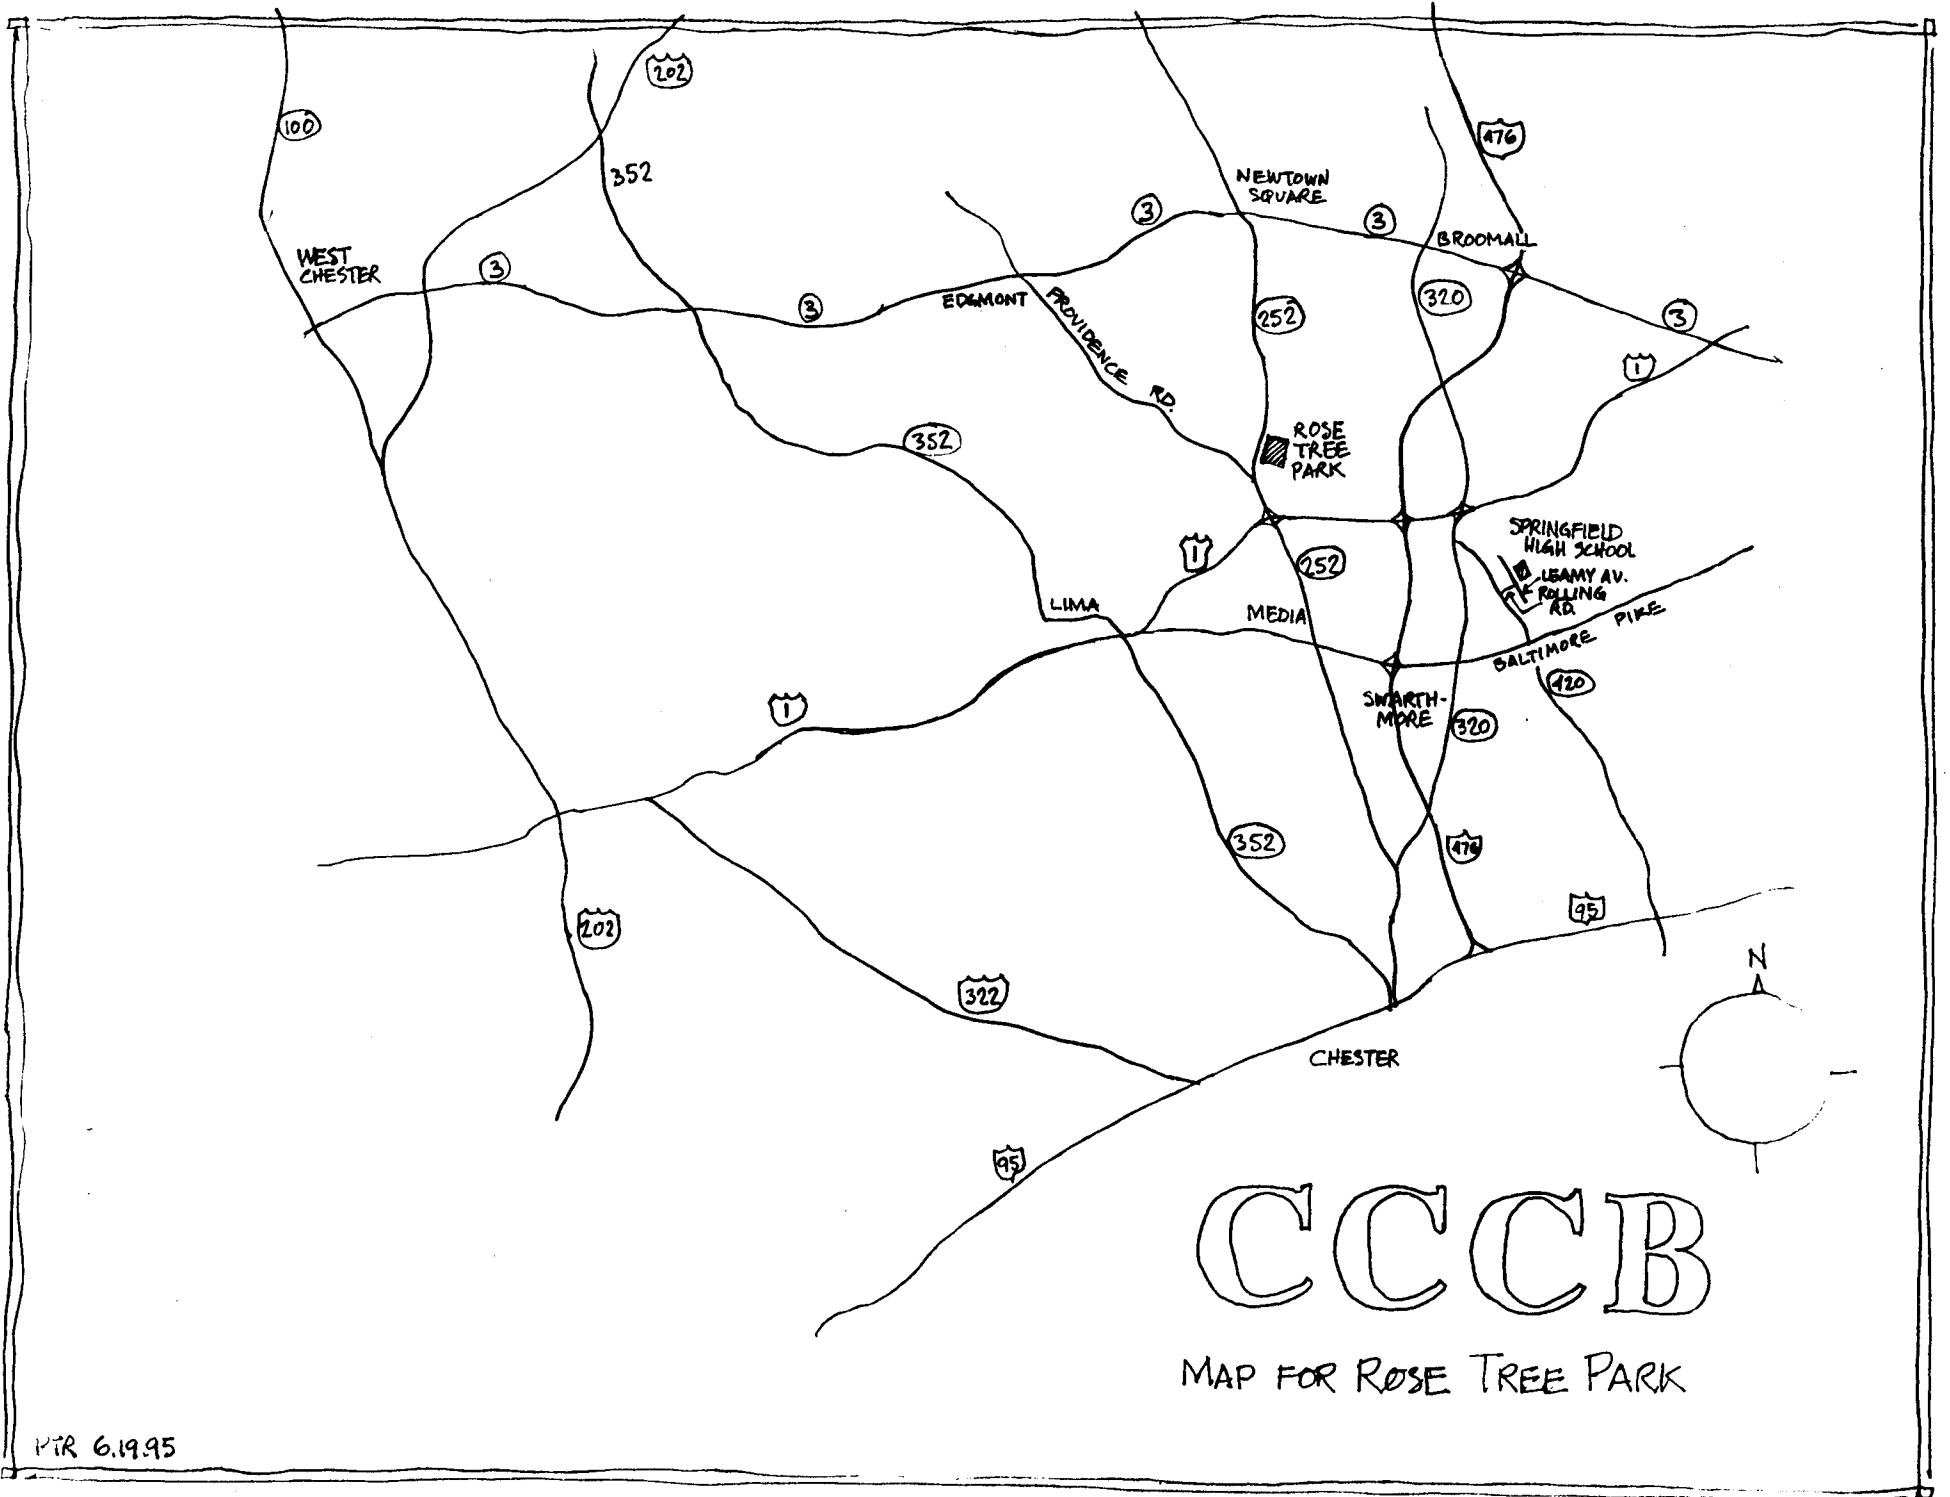 202
100
476
352
NEWTOWN
SQUARE
3
3
BROOMALL
WEST
CHESTER
3
3
EDGMONT
PROVIDENCE RD.
252
320
3
1
352
ROSE
TREE
PARK
SPRINGFIELD
HIGH SCHOOL
LEAMY AV.
ROLLING
RD.
1
252
LIMA
MEDIA
BALTIMORE PIKE
420
SWARTH-
MORE
320
1
352
476
95
202
322
N
CHESTER
95
CCCB
MAP FOR ROSE TREE PARK
PTR 6.19.95